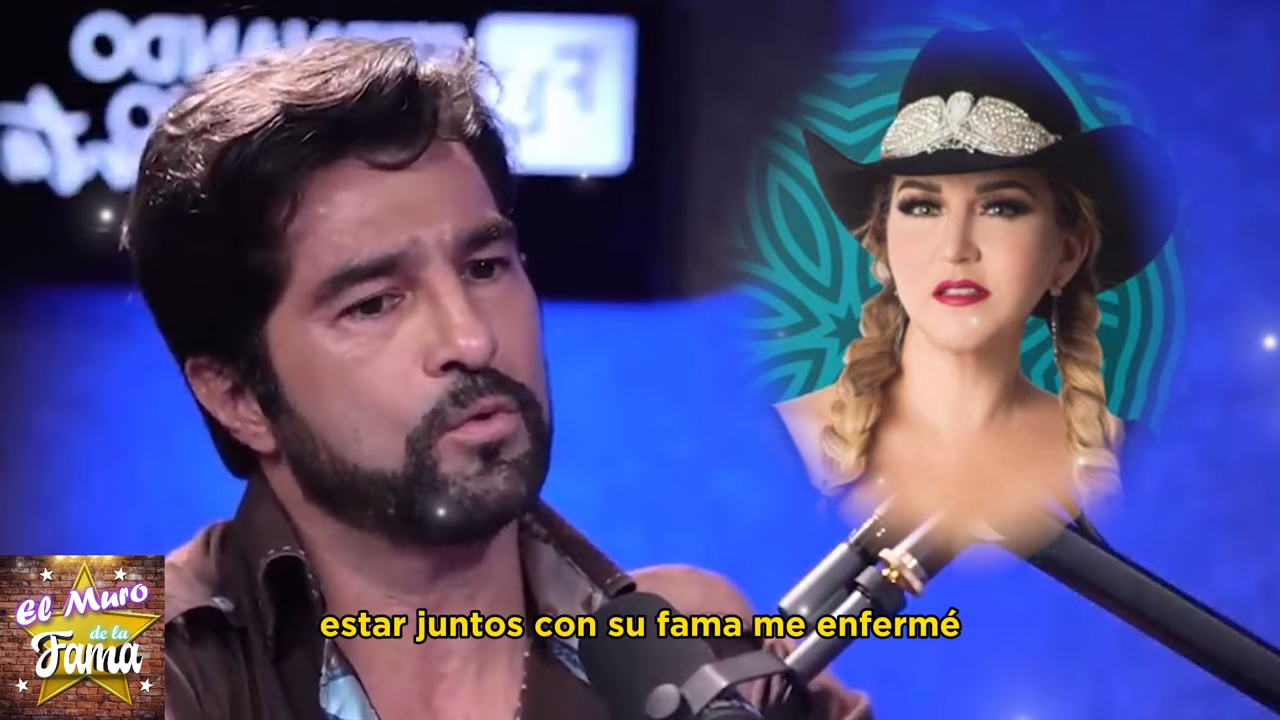 estar juntos con su fama me enfermé
El Muro
de la
Fama